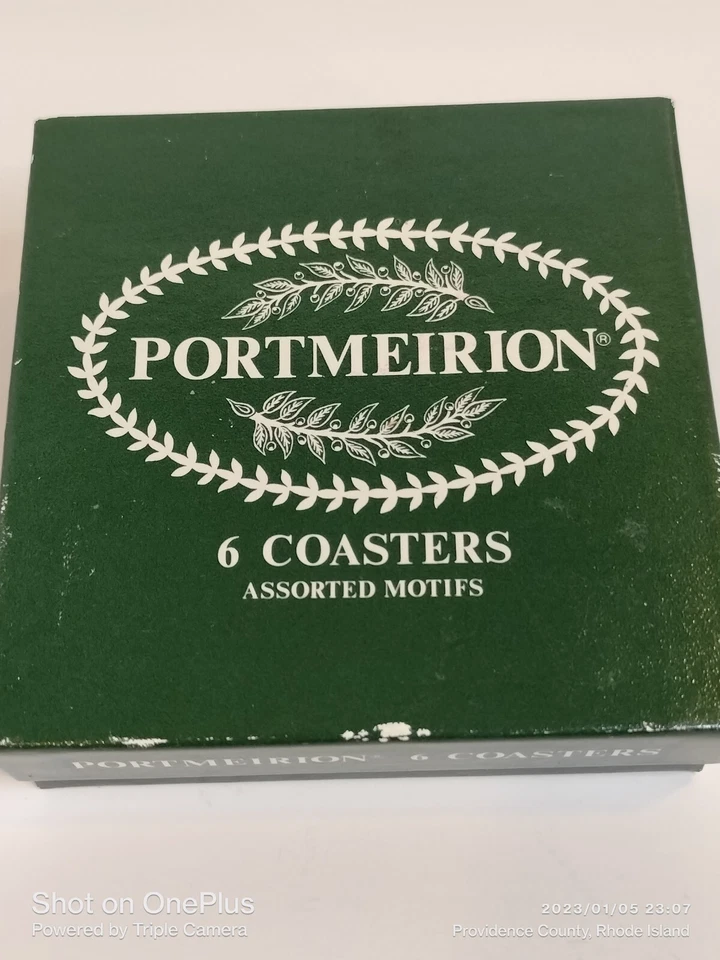 PORTMEIRION®
6 COASTERS
ASSORTED MOTIFS
PORTMEIRION® 6 COASTERS
Shot on OnePlus
Powered by Triple Camera
2023/01/05 23:07
Providence County, Rhode Island